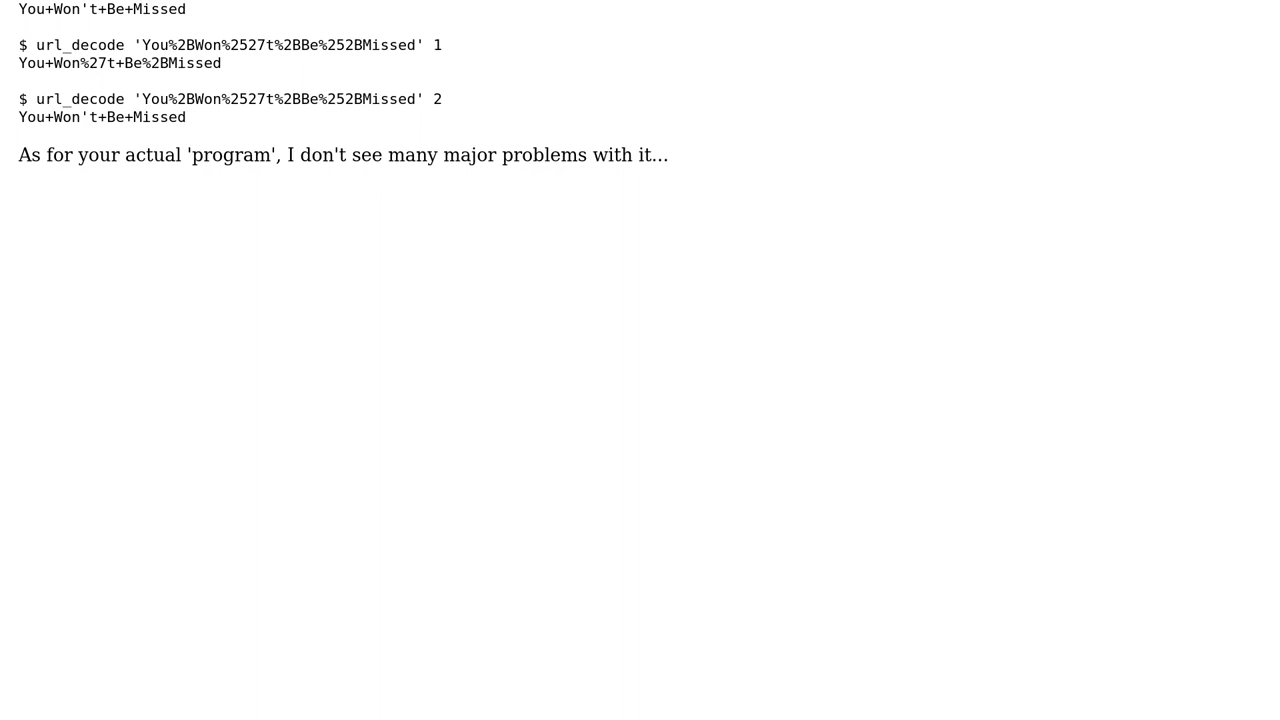 You+Won't+Be+Missed
$ url_decode 'You%2BWon%2527t%2BBe%252BMissed' 1
You+Won%27t+Be%2BMissed
$ url_decode 'You%2BWon%2527t%2BBe%252BMissed' 2
You+Won't+Be+Missed
As for your actual 'program', I don't see many major problems with it...